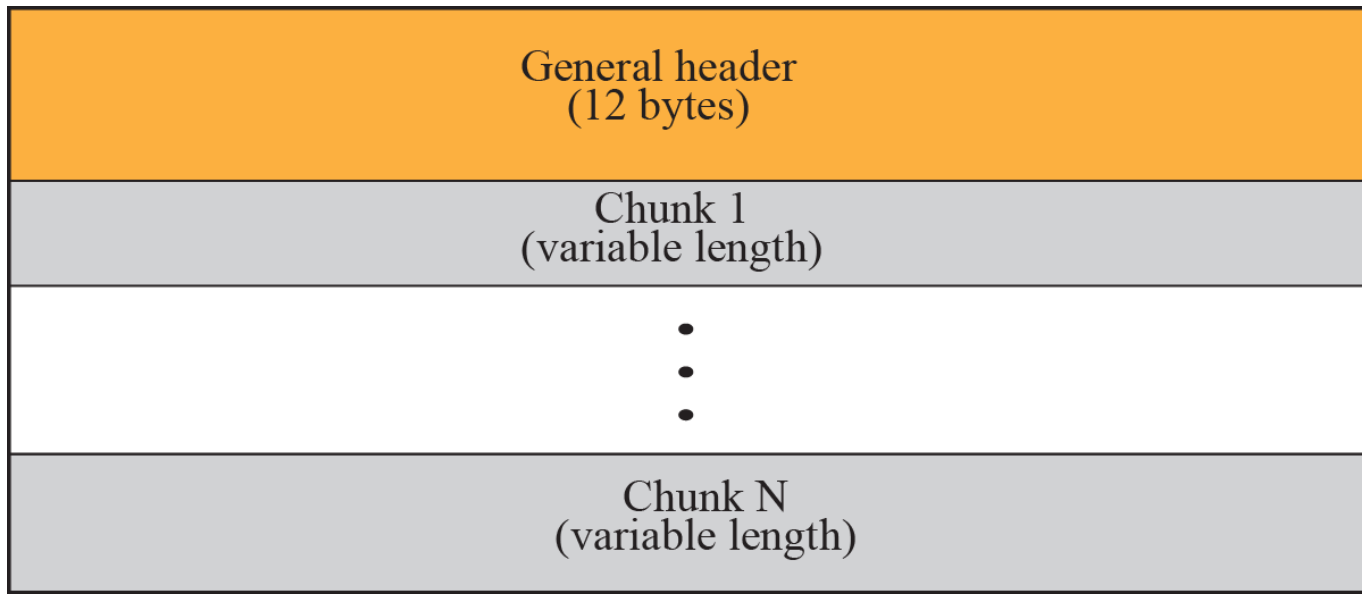 General header
(12 bytes)
Chunk 1
(variable length)
Chunk N
(variable length)